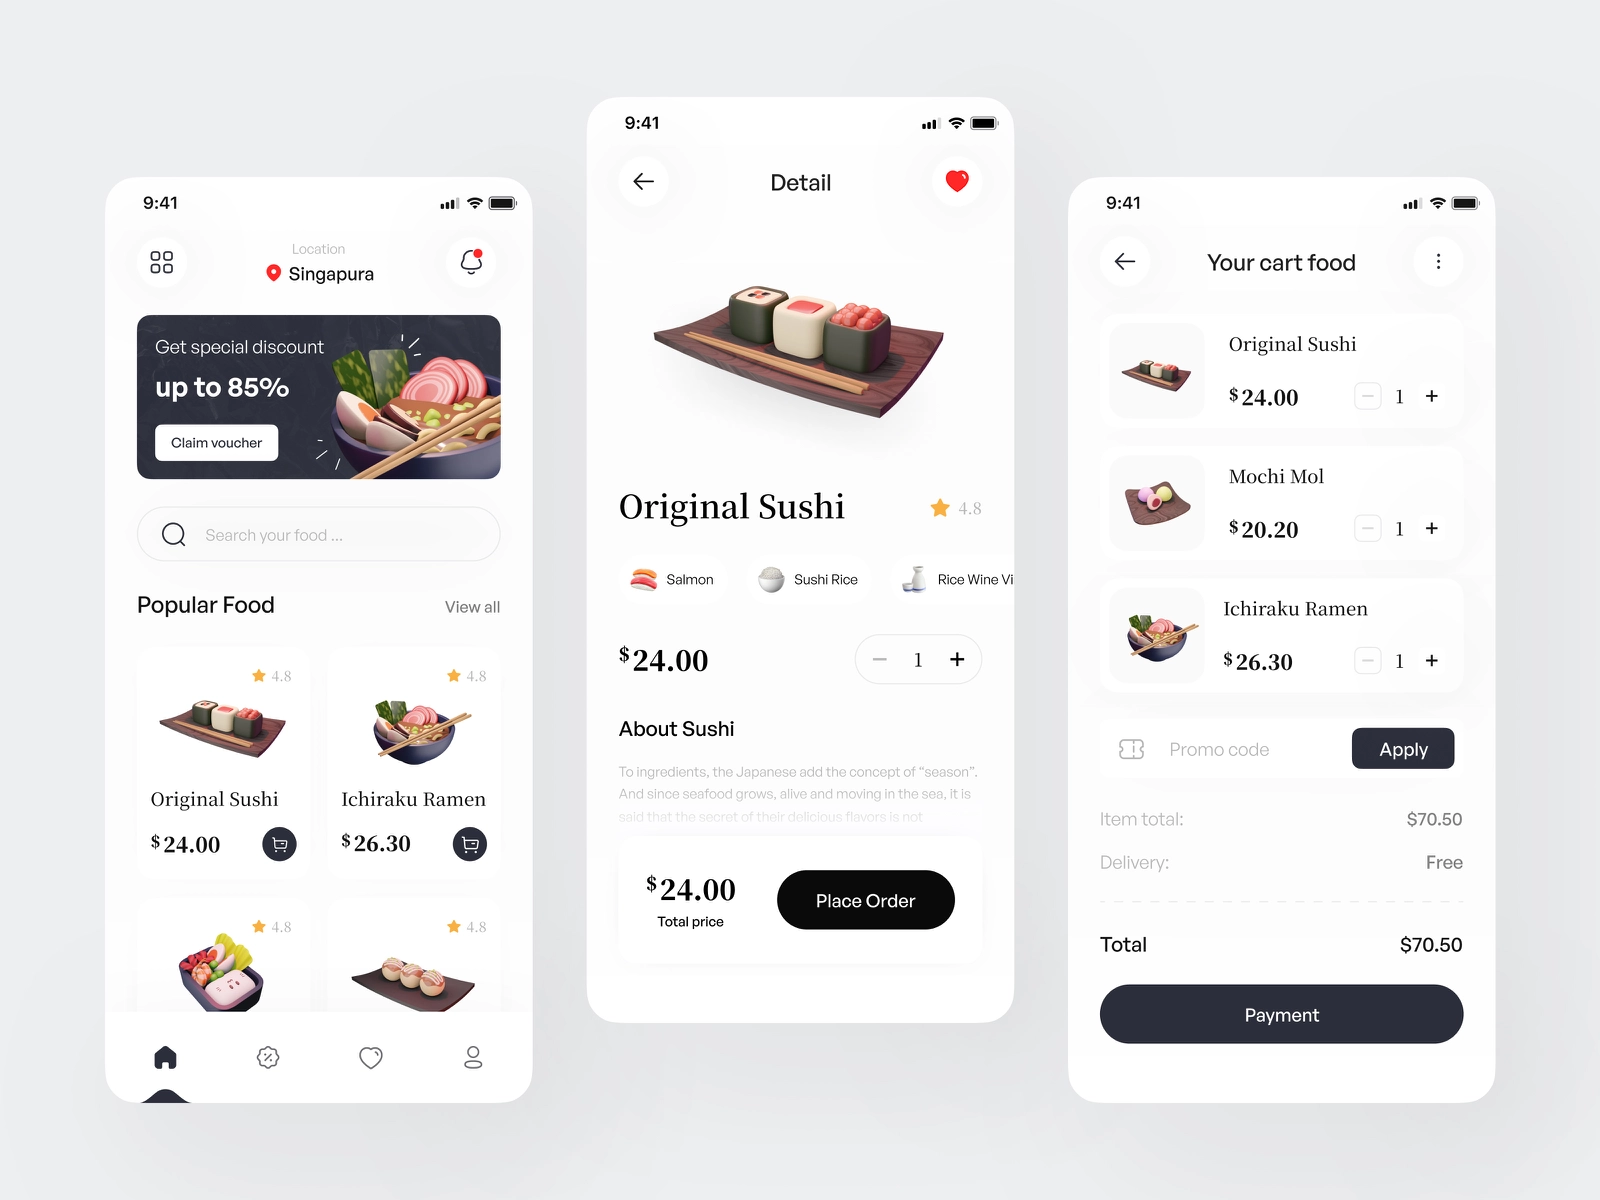 9:41
Location
Singapura
Get special discount
up to 85%
Claim voucher
Search your food ...
Popular Food
View all
4.8
4.8
Original Sushi
Ichiraku Ramen
$24.00
$26.30
4.8
4.8
9:41
Detail
Original Sushi
4.8
Salmon
Sushi Rice
Rice Wine Vi
$24.00
1
About Sushi
To ingredients, the Japanese add the concept of “season”.
And since seafood grows, alive and moving in the sea, it is
said that the secret of their delicious flavors is not
$24.00
Total price
Place Order
9:41
Your cart food
Original Sushi
$24.00
1
Mochi Mol
$20.20
1
Ichiraku Ramen
$26.30
1
Promo code
Apply
Item total:
$70.50
Delivery:
Free
Total
$70.50
Payment